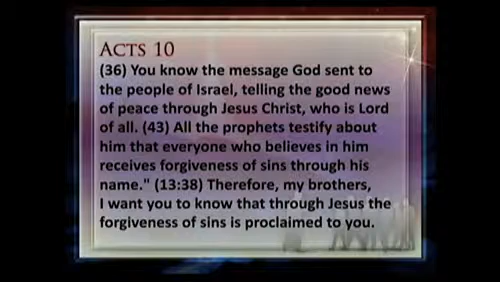 ACTS 10
(36) You know the message God sent to
the people of Israel, telling the good news
of peace through Jesus Christ, who is Lord
of all. (43) All the prophets testify about
him that everyone who believes in him
receives forgiveness of sins through his
name." (13:38) Therefore, my brothers,
I want you to know that through Jesus the
forgiveness of sins is proclaimed to you.